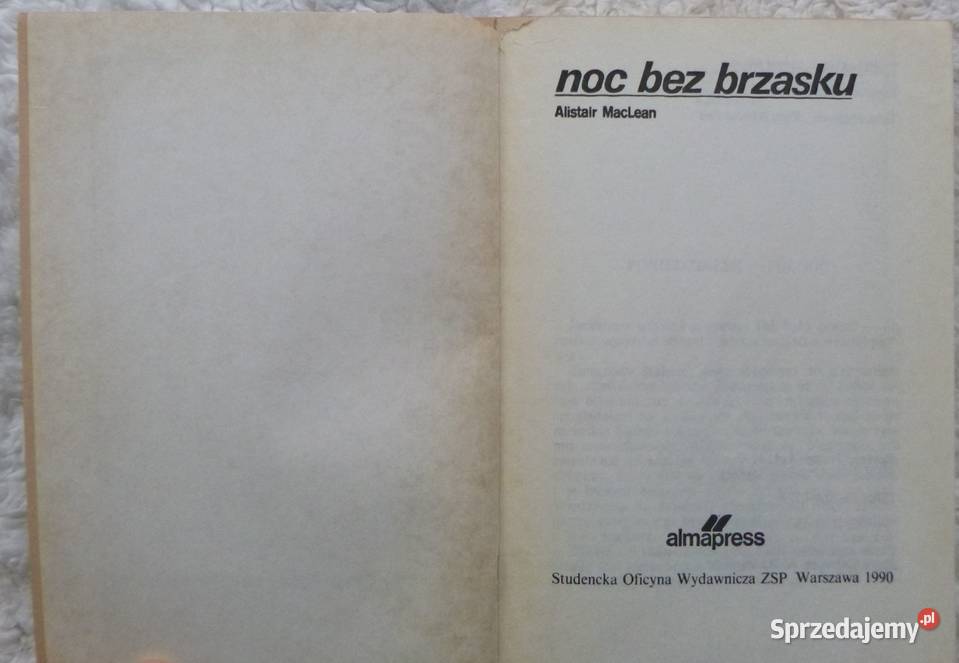 noc bez brzasku
Alistair MacLean
almapress
Studencka Oficyna Wydawnicza ZSP Warszawa 1990
Sprzedajemy.pl